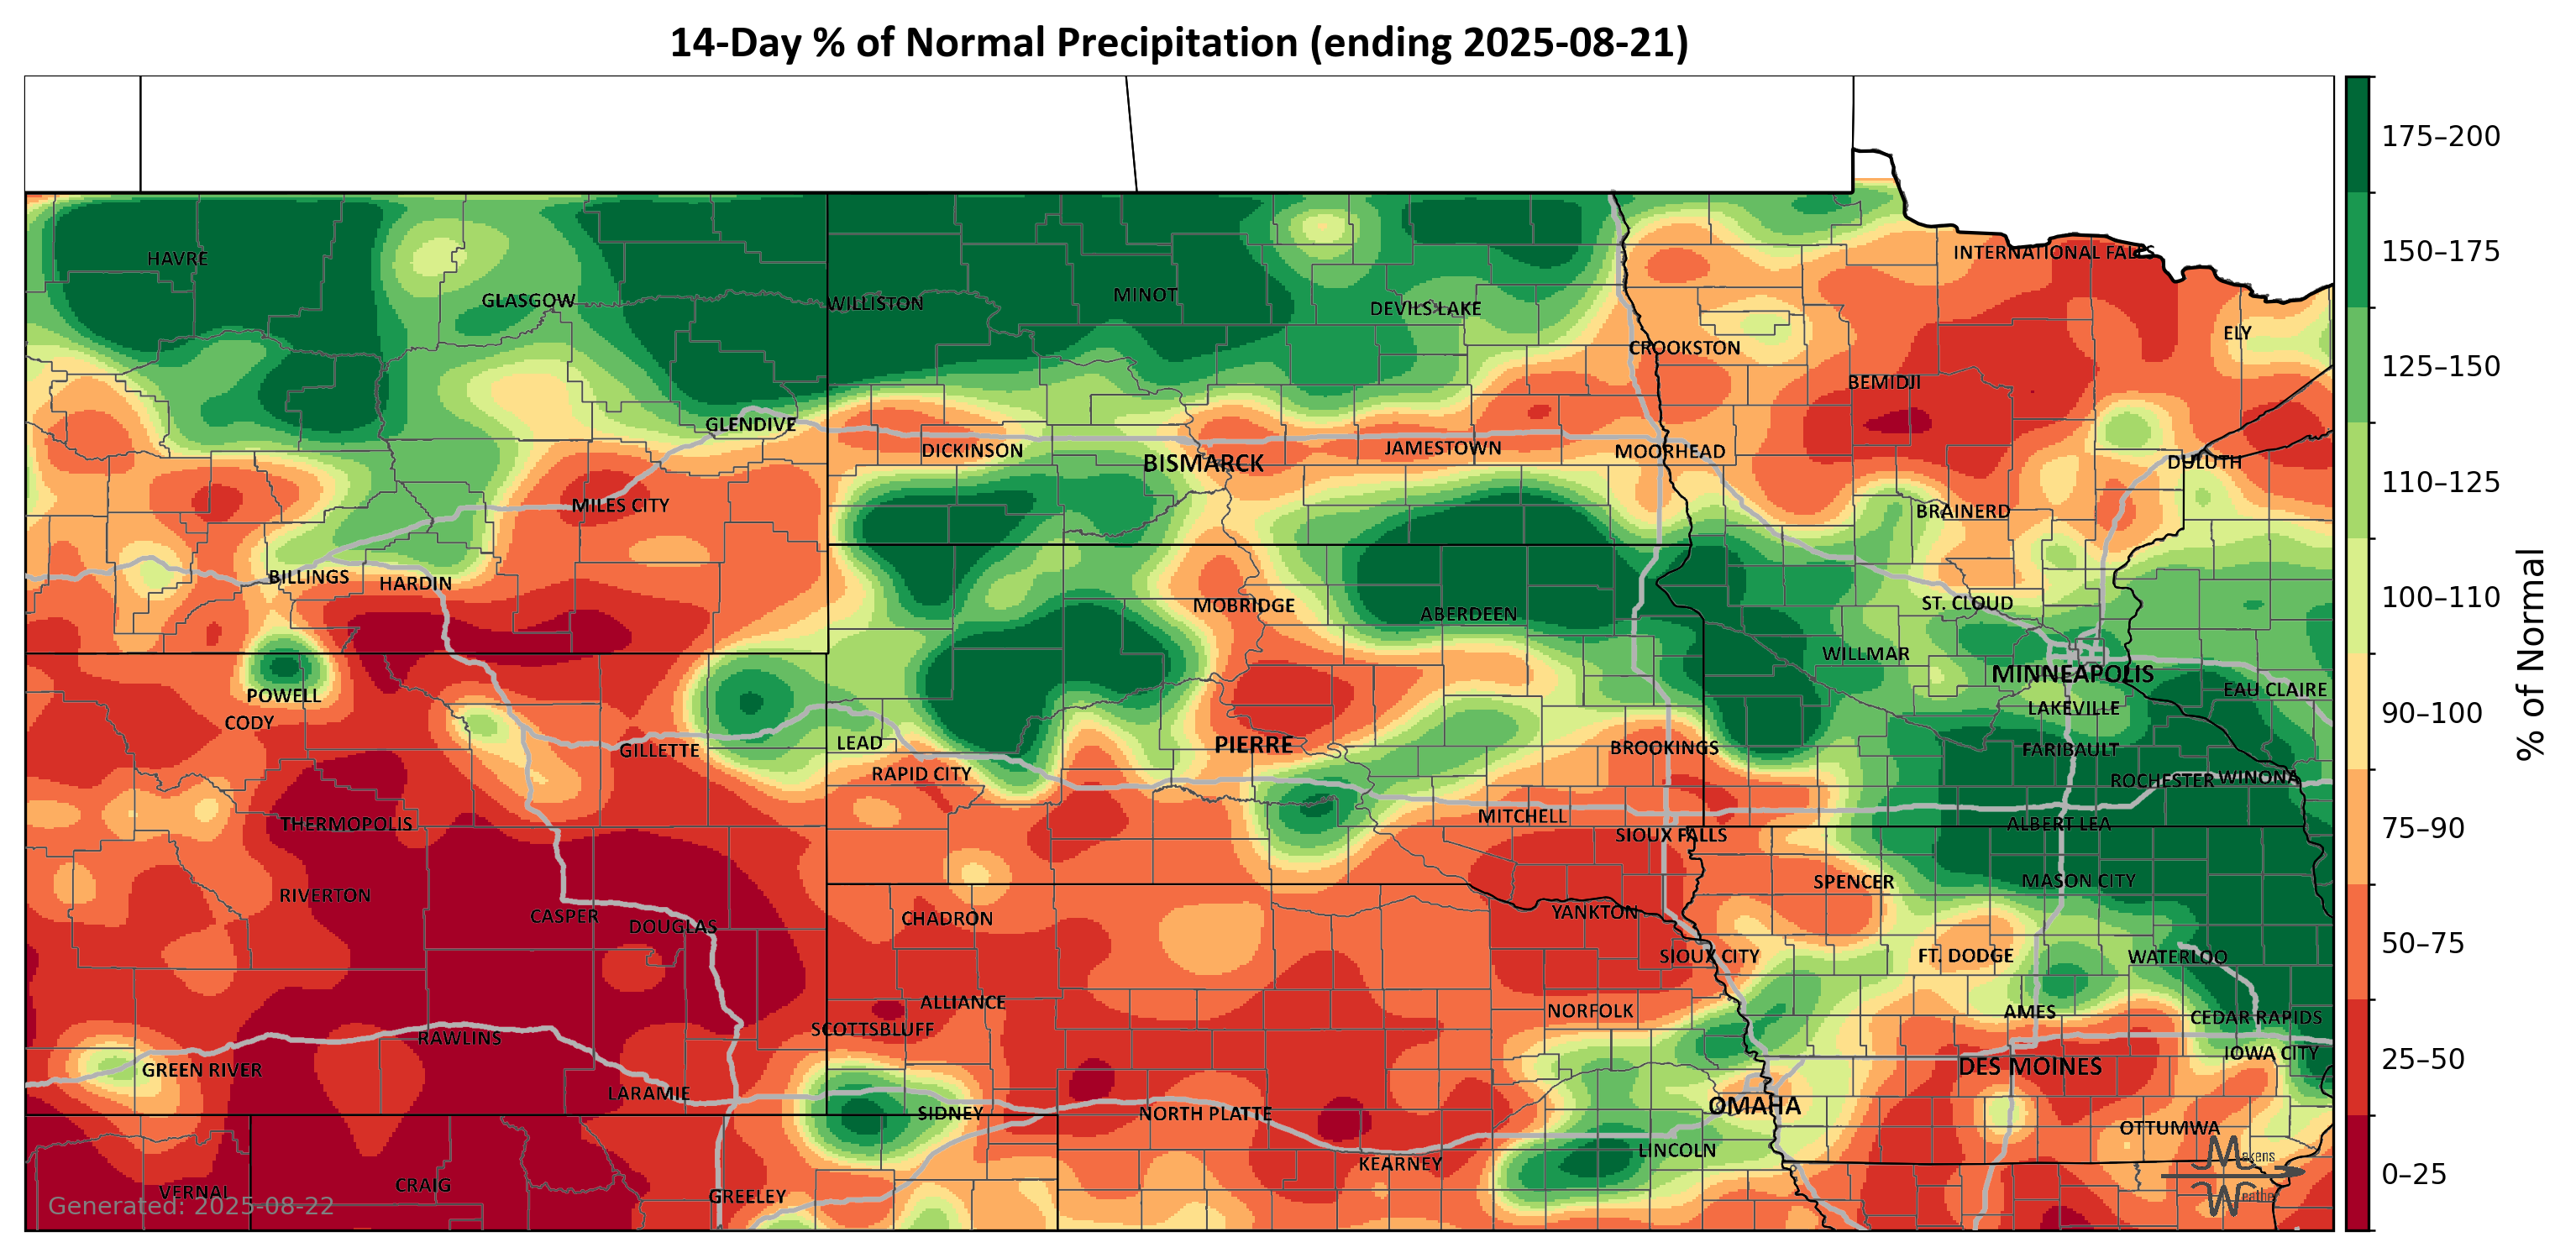 14-Day % of Normal Precipitation (ending 2025-08-21)
175–200
150–175
125–150
110–125
100–110
90–100
75–90
50–75
25–50
0–25
% of Normal
HAVRE
GLASGOW
WILLISTON
MINOT
DEVILS LAKE
INTERNATIONAL FALLS
ELY
CROOKSTON
BEMIDJI
GLENDIVE
DICKINSON
BISMARCK
JAMESTOWN
MOORHEAD
DULUTH
MILES CITY
BRAINERD
BILLINGS
HARDIN
MOBRIDGE
ABERDEEN
ST. CLOUD
WILLMAR
MINNEAPOLIS
POWELL
EAU CLAIRE
CODY
LAKEVILLE
GILLETTE
LEAD
PIERRE
BROOKINGS
FARIBAULT
RAPID CITY
ROCHESTER
WINONA
THERMOPOLIS
MITCHELL
SIOUX FALLS
ALBERT LEA
RIVERTON
SPENCER
MASON CITY
CASPER
DOUGLAS
CHADRON
YANKTON
SIOUX CITY
FT. DODGE
WATERLOO
ALLIANCE
NORFOLK
AMES
CEDAR RAPIDS
SCOTTSBLUFF
RAWLINS
IOWA CITY
GREEN RIVER
DES MOINES
LARAMIE
SIDNEY
NORTH PLATTE
OMAHA
OTTUMWA
LINCOLN
KEARNEY
VERNAL
CRAIG
GREELEY
Generated: 2025-08-22
Makens
Weather